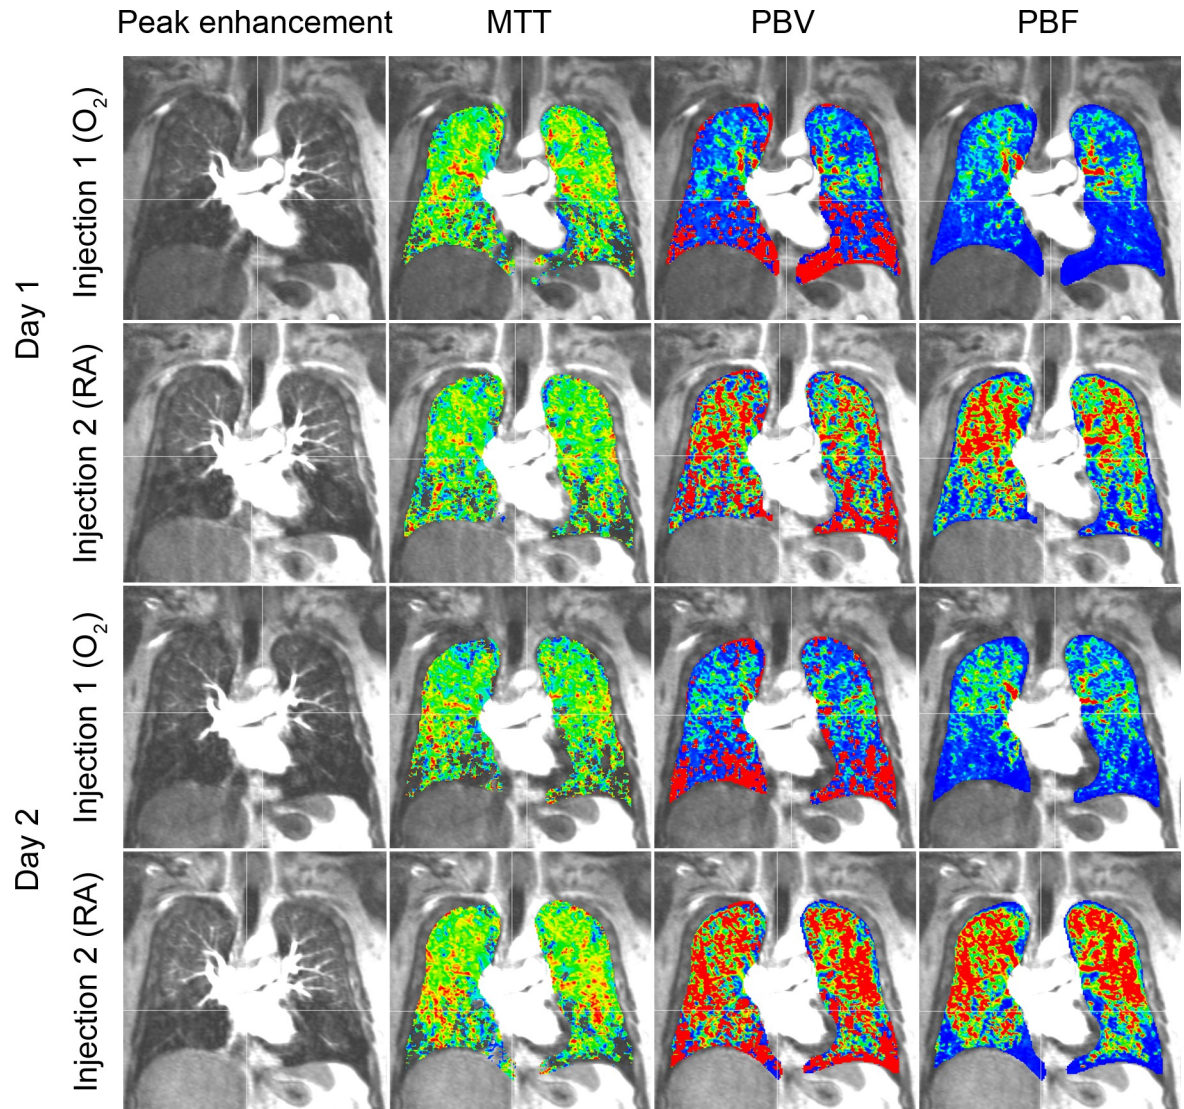 Peak enhancement MTT PBV PBF
Day 1
Injection 1 (O₂)
Injection 2 (RA)
Day 2
Injection 1 (O₂)
Injection 2 (RA)